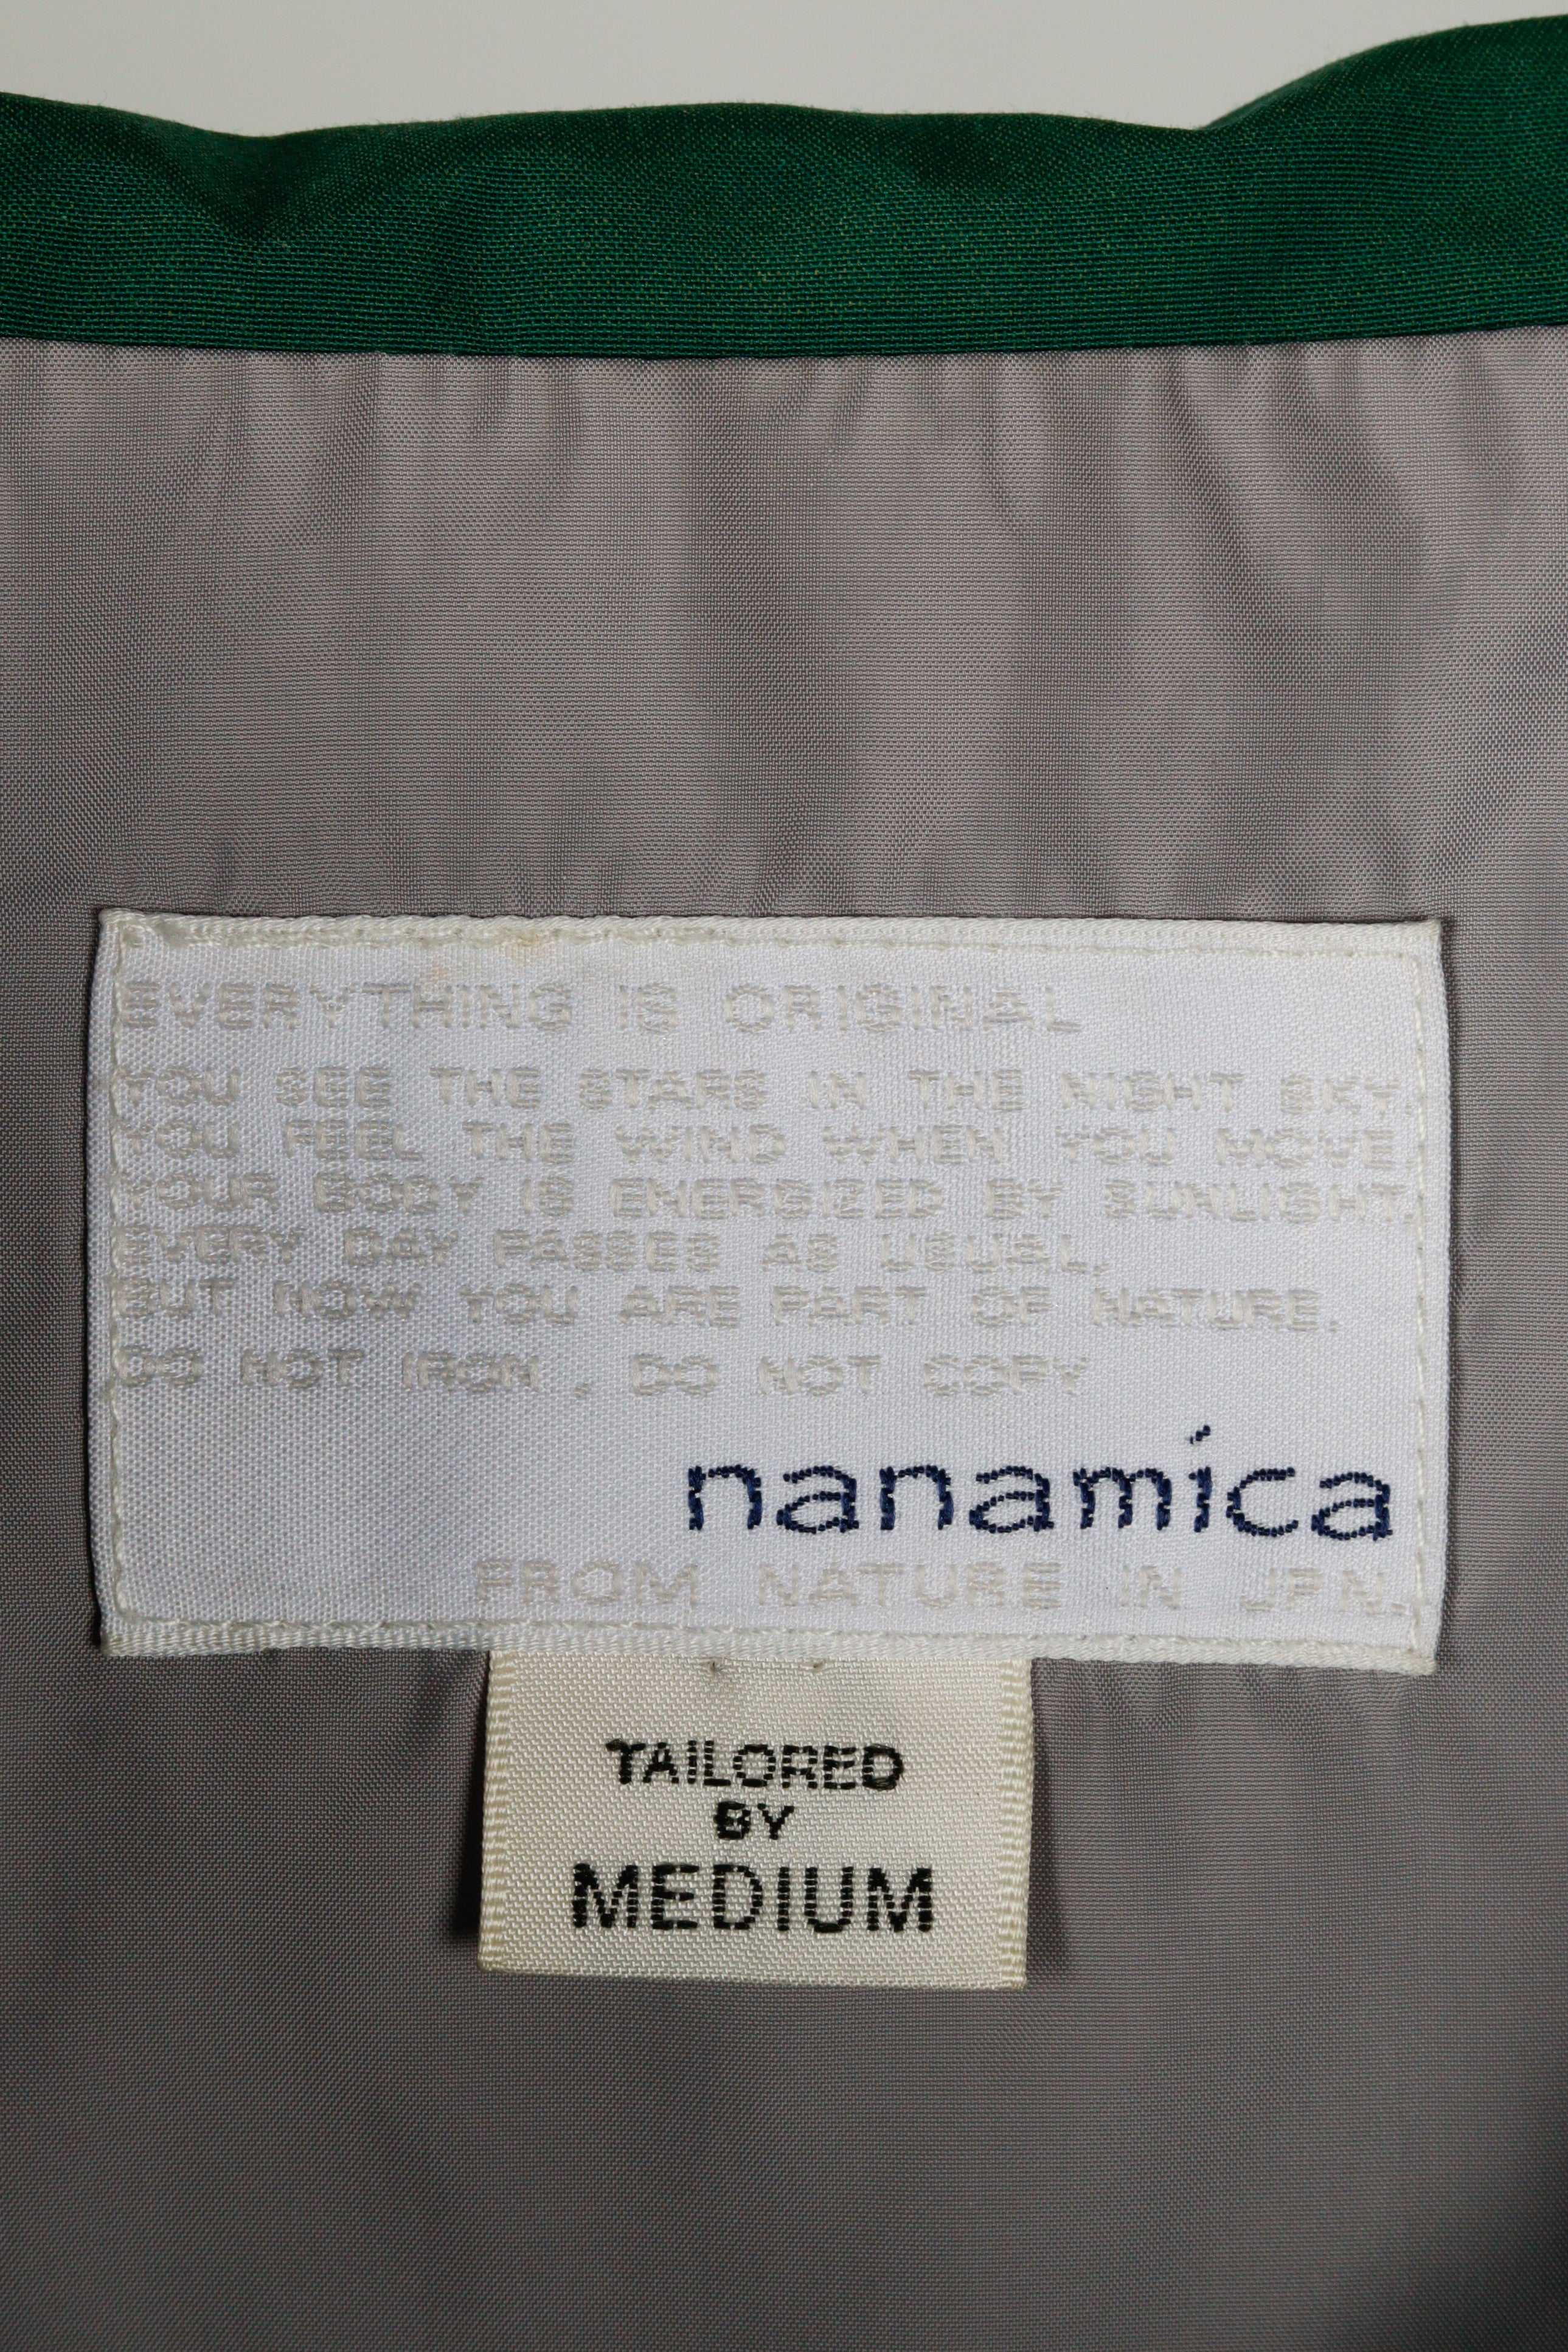 EVERYTHING IS ORIGINAL
YOU SEE THE STARS IN THE NIGHT SKY.
YOU FEEL THE WIND WHEN YOU MOVE.
YOUR BODY IS ENERGIZED BY SUNLIGHT.
EVERY DAY PASSES AS USUAL.
BUT NOW YOU ARE PART OF NATURE.
DO NOT IRON . DO NOT COPY
nanamica
FROM NATURE IN JPN.
TAILORED
BY
MEDIUM